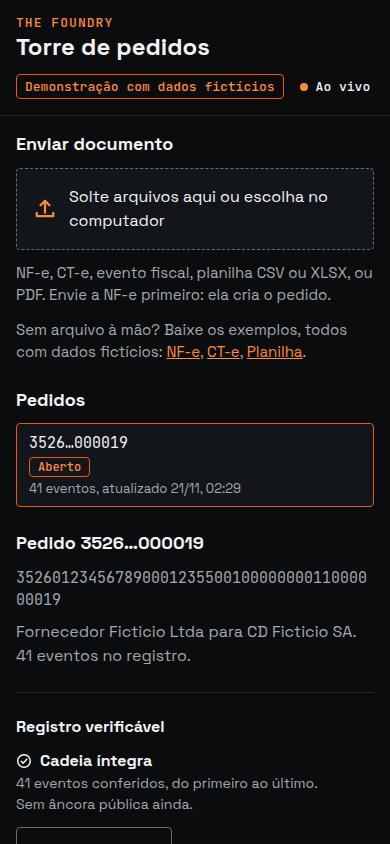 THE FOUNDRY
Torre de pedidos
Demonstração com dados fictícios
Ao vivo
Enviar documento
Solte arquivos aqui ou escolha no
computador
NF-e, CT-e, evento fiscal, planilha CSV ou XLSX, ou
PDF. Envie a NF-e primeiro: ela cria o pedido.
Sem arquivo à mão? Baixe os exemplos, todos
com dados fictícios: NF-e, CT-e, Planilha.
Pedidos
3526…000019
Aberto
41 eventos, atualizado 21/11, 02:29
Pedido 3526…000019
352601234567890001235500100000000110000
00019
Fornecedor Ficticio Ltda para CD Ficticio SA.
41 eventos no registro.
Registro verificável
Cadeia íntegra
41 eventos conferidos, do primeiro ao último.
Sem âncora pública ainda.